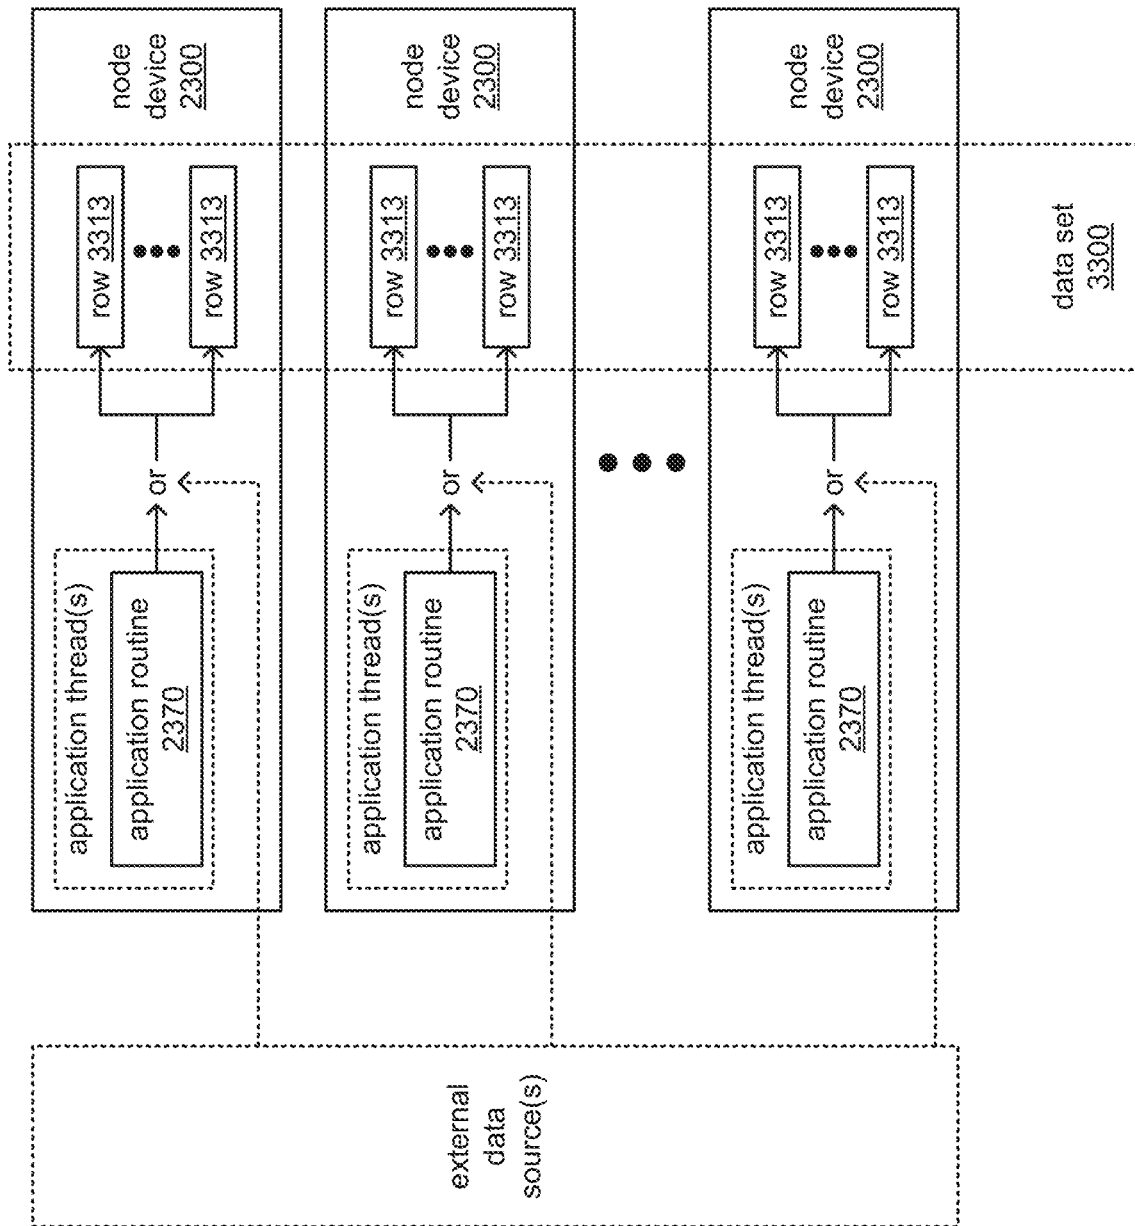 node
device
2300
row 3313
row 3313
or
application thread(s)
application routine
2370
node
device
2300
row 3313
row 3313
or
application thread(s)
application routine
2370
node
device
2300
row 3313
row 3313
or
application thread(s)
application routine
2370
data set
3300
external
data
source(s)